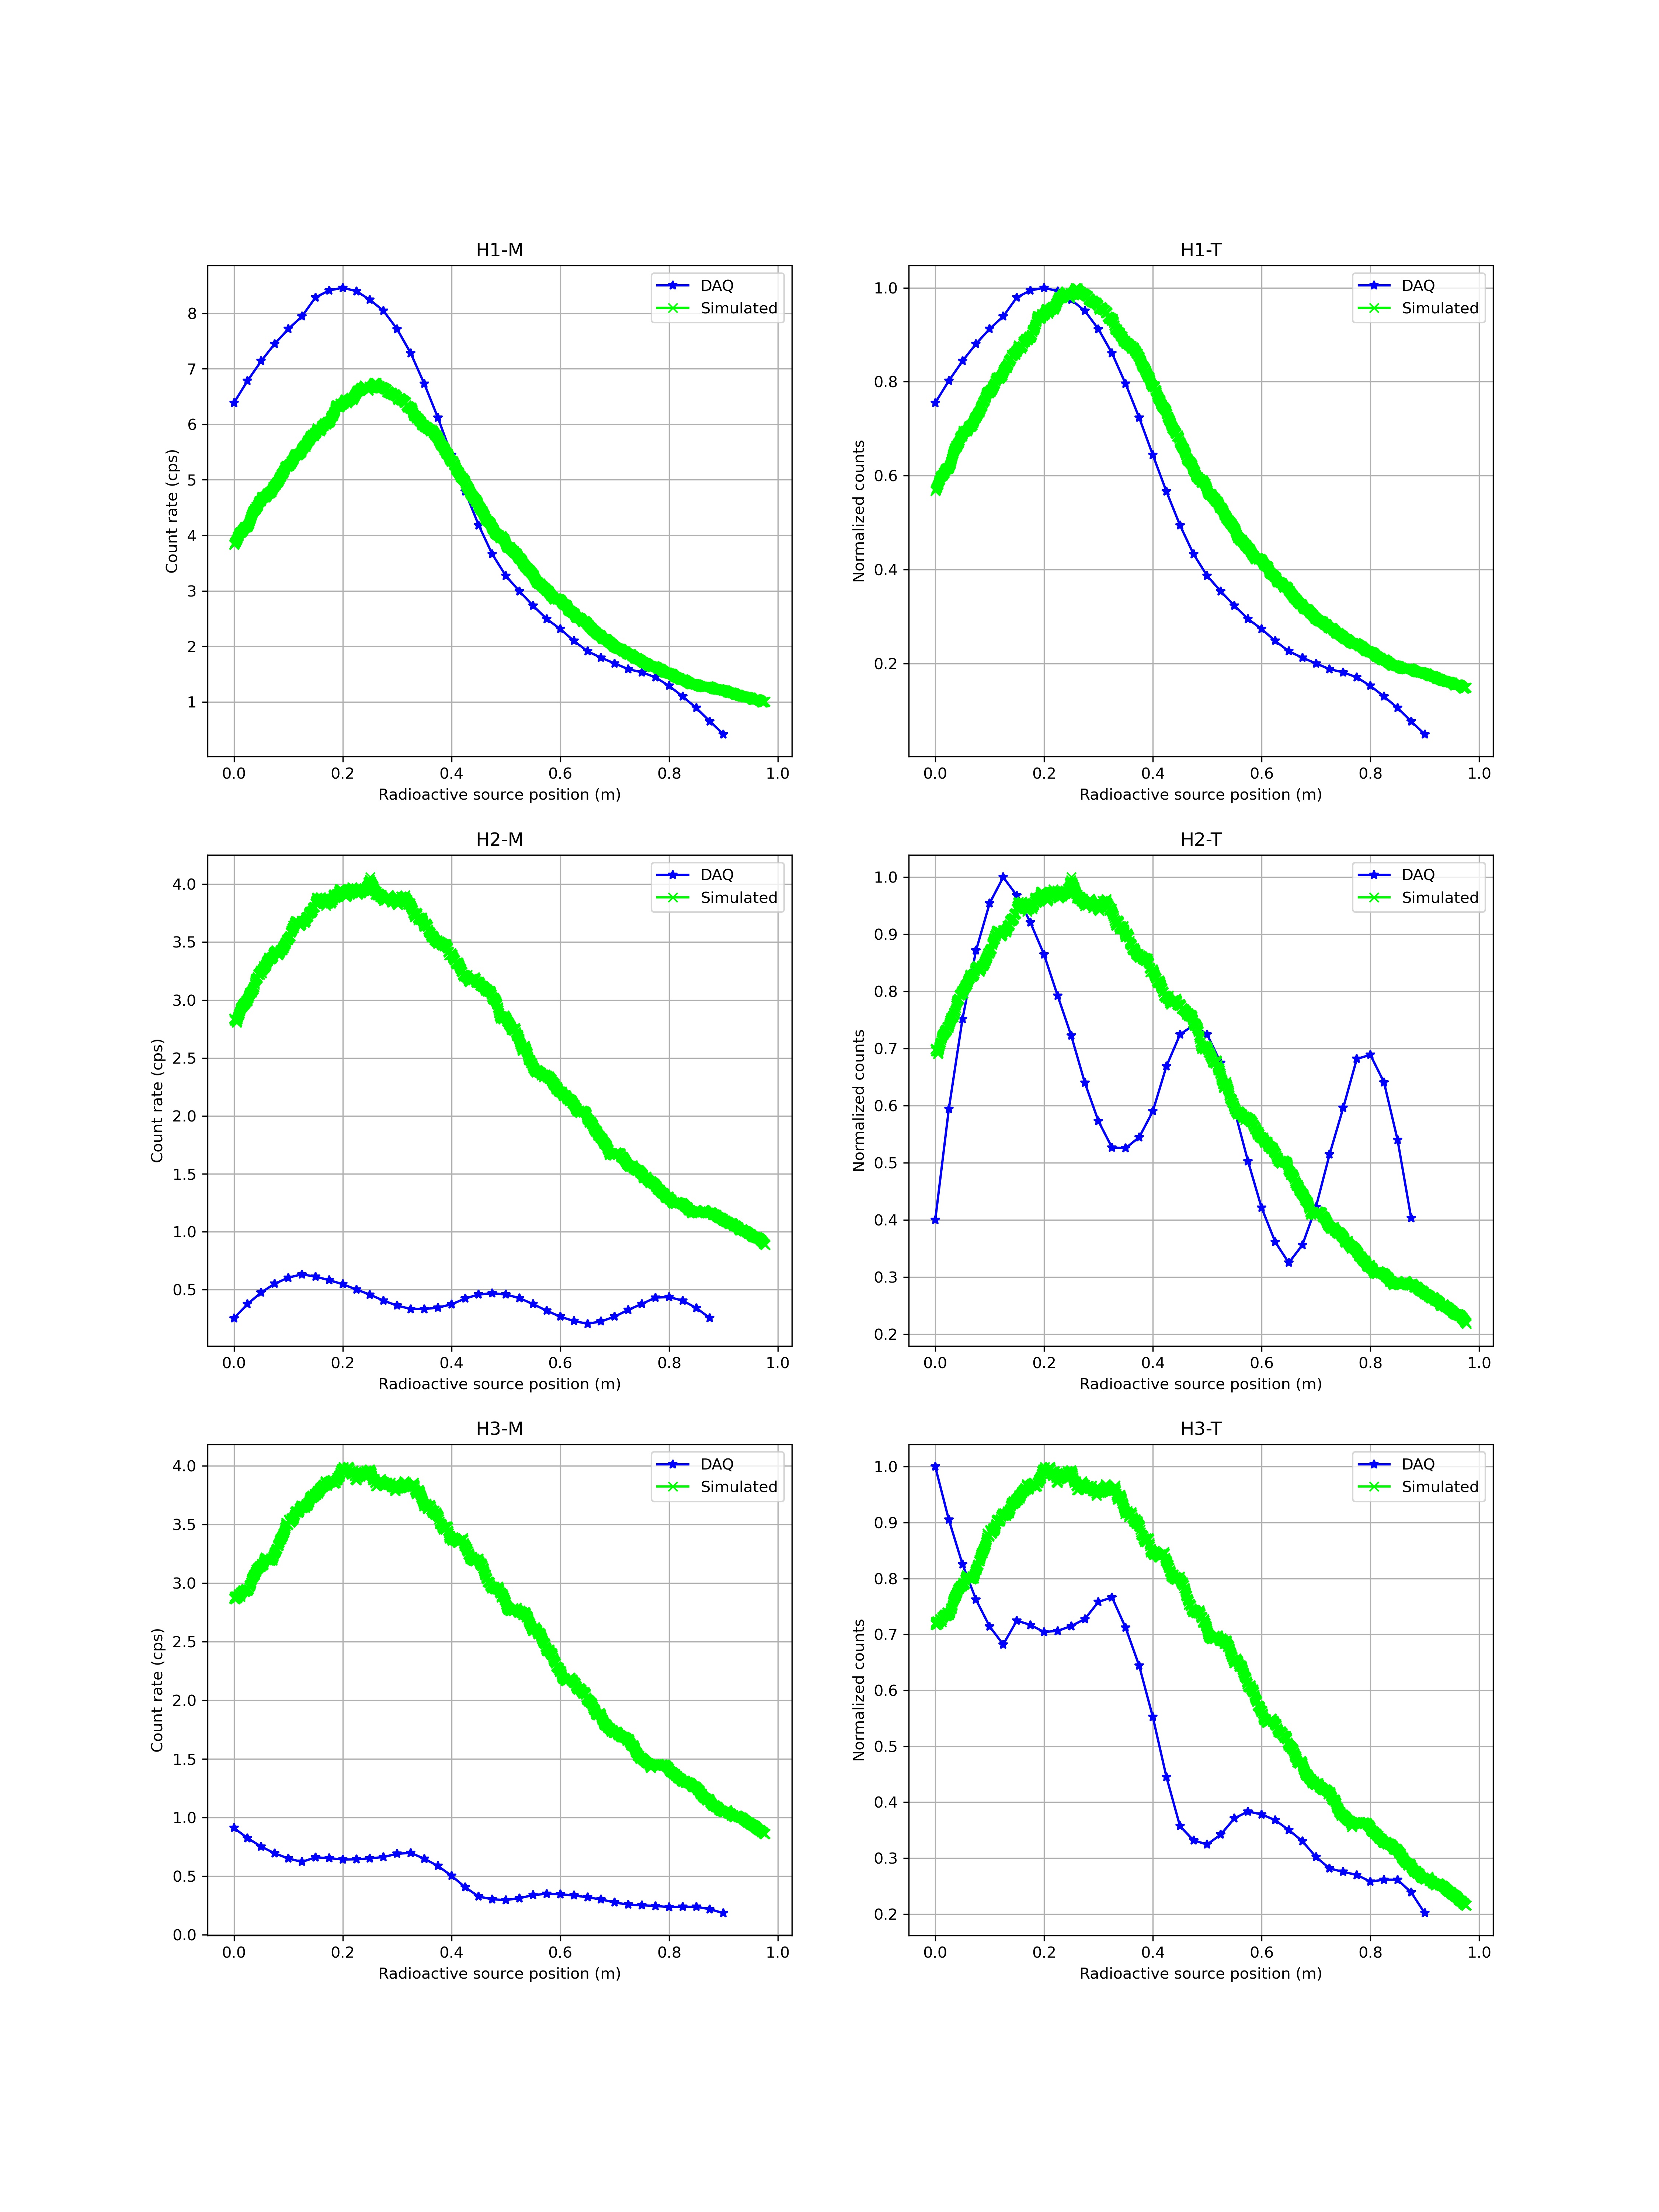 H1-M
DAQ
Simulated
8
7
6
5
4
3
2
1
Count rate (cps)
0.0 0.2 0.4 0.6 0.8 1.0
Radioactive source position (m)
H1-T
DAQ
Simulated
1.0
0.8
0.6
0.4
0.2
Normalized counts
0.0 0.2 0.4 0.6 0.8 1.0
Radioactive source position (m)
H2-M
DAQ
Simulated
4.0
3.5
3.0
2.5
2.0
1.5
1.0
0.5
Count rate (cps)
0.0 0.2 0.4 0.6 0.8 1.0
Radioactive source position (m)
H2-T
DAQ
Simulated
1.0
0.9
0.8
0.7
0.6
0.5
0.4
0.3
0.2
Normalized counts
0.0 0.2 0.4 0.6 0.8 1.0
Radioactive source position (m)
H3-M
DAQ
Simulated
4.0
3.5
3.0
2.5
2.0
1.5
1.0
0.5
0.0
Count rate (cps)
0.0 0.2 0.4 0.6 0.8 1.0
Radioactive source position (m)
H3-T
DAQ
Simulated
1.0
0.9
0.8
0.7
0.6
0.5
0.4
0.3
0.2
Normalized counts
0.0 0.2 0.4 0.6 0.8 1.0
Radioactive source position (m)